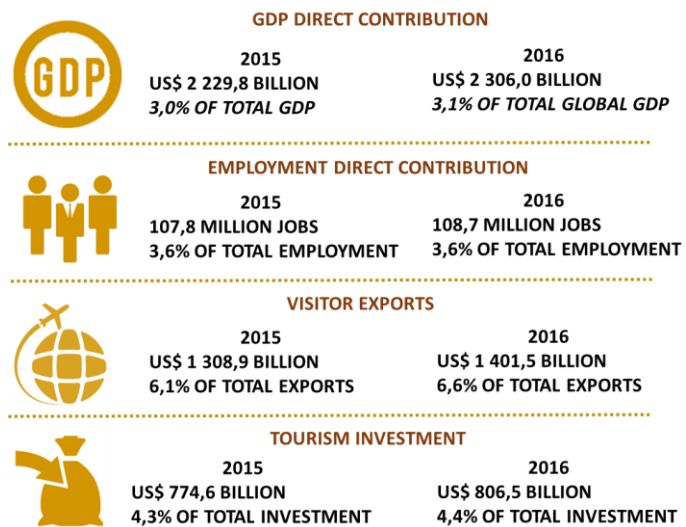 GDP DIRECT CONTRIBUTION
GDP
2015
US$ 2 229,8 BILLION
3,0% OF TOTAL GDP
2016
US$ 2 306,0 BILLION
3,1% OF TOTAL GLOBAL GDP
EMPLOYMENT DIRECT CONTRIBUTION
2015
107,8 MILLION JOBS
3,6% OF TOTAL EMPLOYMENT
2016
108,7 MILLION JOBS
3,6% OF TOTAL EMPLOYMENT
VISITOR EXPORTS
2015
US$ 1 308,9 BILLION
6,1% OF TOTAL EXPORTS
2016
US$ 1 401,5 BILLION
6,6% OF TOTAL EXPORTS
TOURISM INVESTMENT
2015
US$ 774,6 BILLION
4,3% OF TOTAL INVESTMENT
2016
US$ 806,5 BILLION
4,4% OF TOTAL INVESTMENT